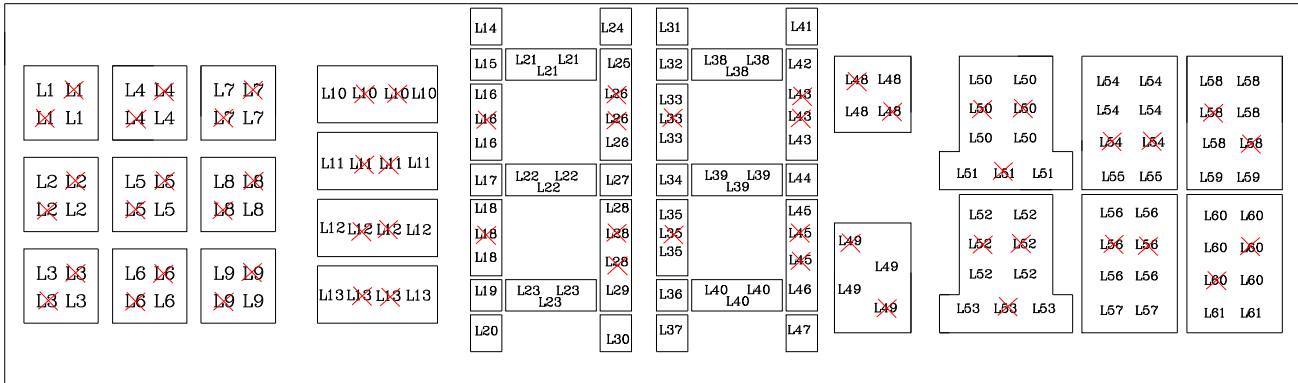 L1 L1
L1 L1
L4 L4
L4 L4
L7 L7
L7 L7
L2 L2
L2 L2
L5 L5
L5 L5
L8 L8
L8 L8
L3 L3
L3 L3
L6 L6
L6 L6
L9 L9
L9 L9
L10 L10 L10 L10
L11 L11 L11 L11
L12 L12 L12 L12
L13 L13 L13 L13
L14
L15
L16
L16
L16
L17
L18
L18
L18
L19
L20
L21 L21
L21
L22 L22
L22
L23 L23
L23
L24
L25
L26
L26
L26
L27
L28
L28
L28
L29
L30
L31
L32
L33
L33
L33
L34
L35
L35
L35
L36
L37
L38 L38
L38
L39 L39
L39
L40 L40
L40
L41
L42
L43
L43
L43
L44
L45
L45
L45
L46
L47
L48 L48
L48 L48
L49
L49
L49
L49
L50 L50
L50 L50
L50 L50
L51 L51 L51
L52 L52
L52 L52
L52 L52
L53 L53 L53
L54 L54
L54 L54
L54 L54
L55 L55
L56 L56
L56 L56
L56 L56
L57 L57
L58 L58
L58 L58
L58 L58
L59 L59
L60 L60
L60 L60
L60 L60
L61 L61